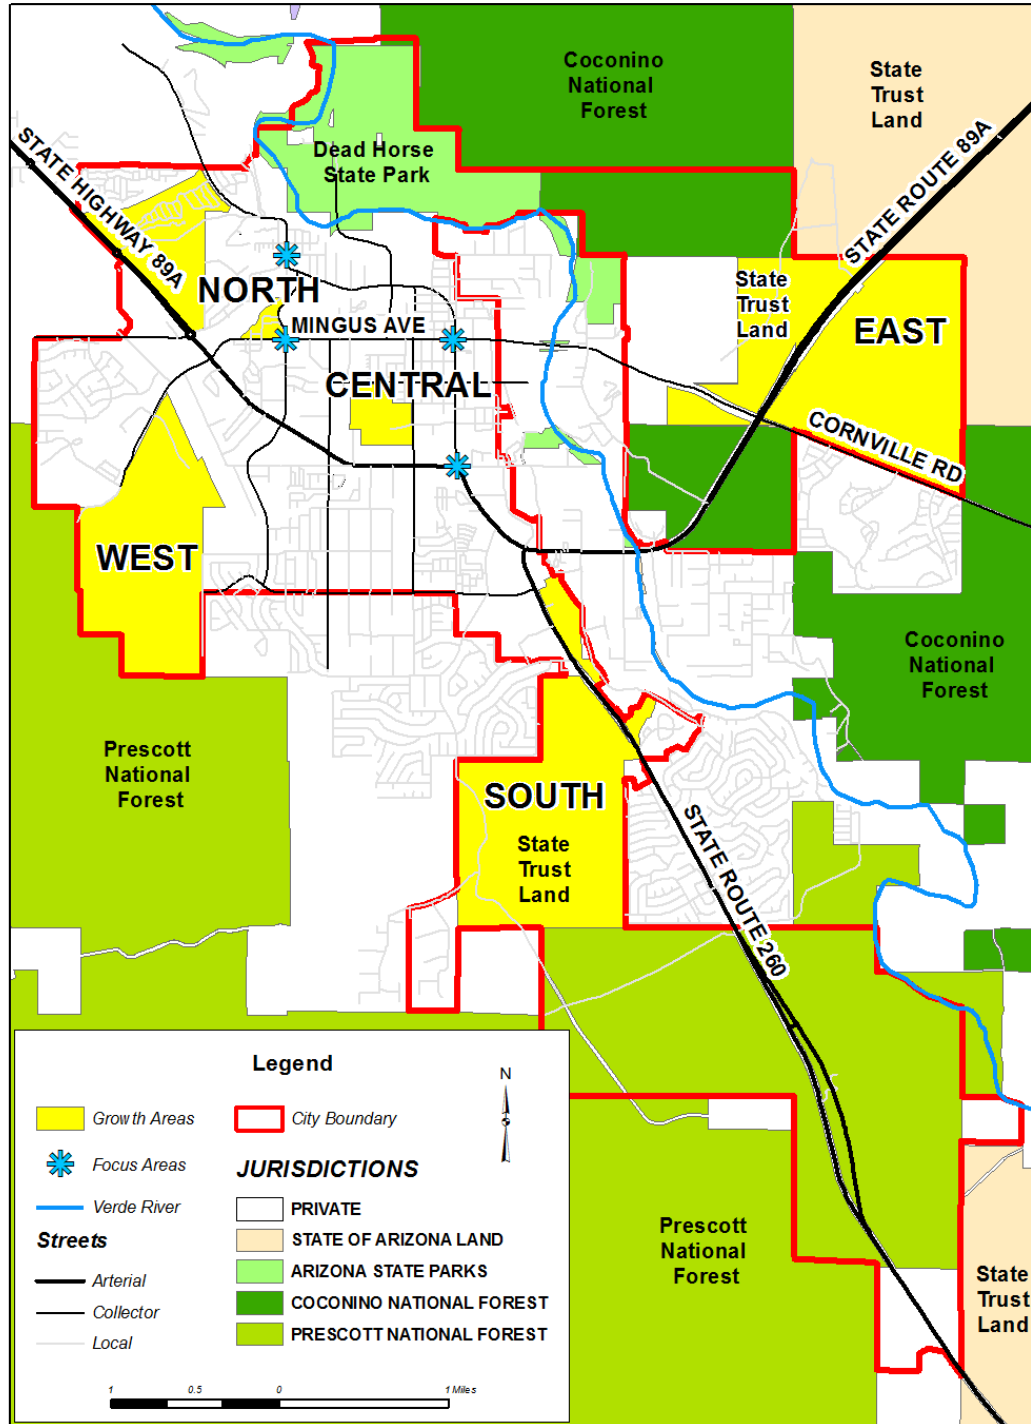 Coconino
National
Forest
State
Trust
Land
Dead Horse
State Park
STATE HIGHWAY 89A
STATE ROUTE 89A
NORTH
State
Trust
Land
EAST
MINGUS AVE
CENTRAL
CORNVILLE RD
WEST
Coconino
National
Forest
Prescott
National
Forest
SOUTH
State
Trust
Land
STATE ROUTE 260
Legend
Growth Areas
City Boundary
Focus Areas
Verde River
Streets
Arterial
Collector
Local
JURISDICTIONS
PRIVATE
STATE OF ARIZONA LAND
ARIZONA STATE PARKS
COCONINO NATIONAL FOREST
PRESCOTT NATIONAL FOREST
N
1 0.5 0 1 Miles
Prescott
National
Forest
State
Trust
Land